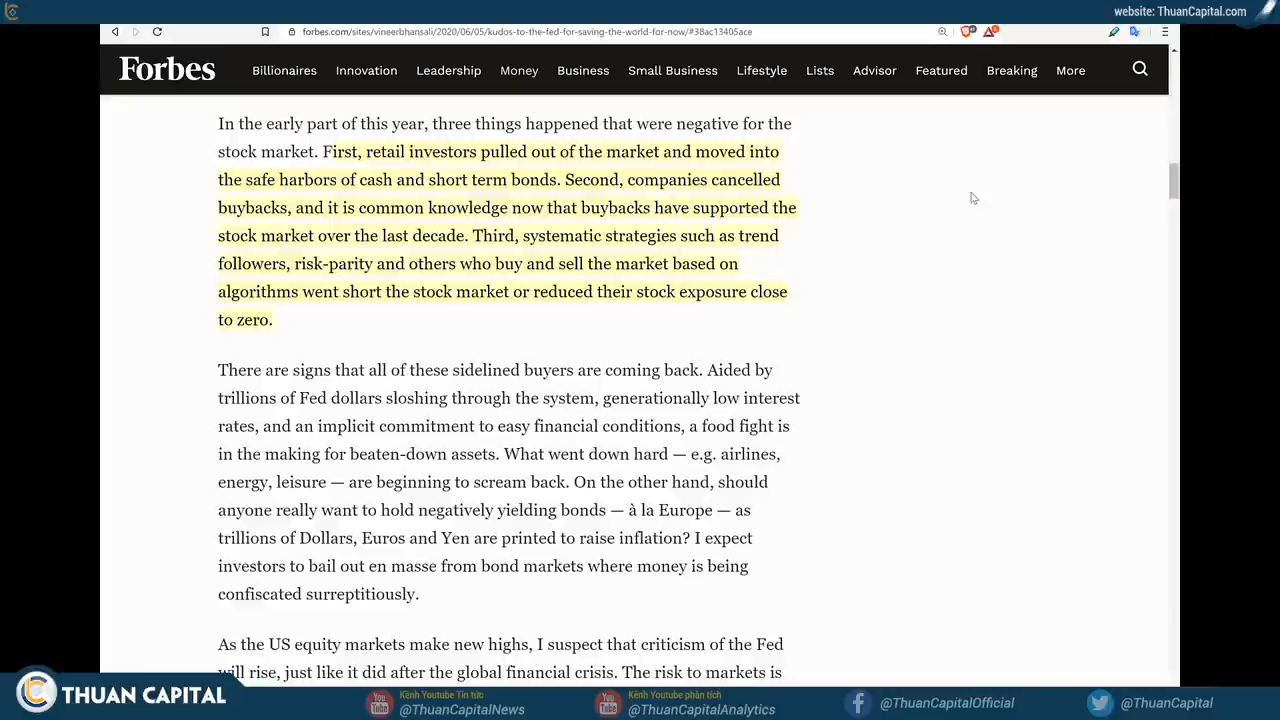 website: ThuanCapital.com
forbes.com/sites/vineerbhansali/2020/06/05/kudos-to-the-fed-for-saving-the-world-for-now/#38ac13405ace
Forbes
Billionaires Innovation Leadership Money Business Small Business Lifestyle Lists Advisor Featured Breaking More
In the early part of this year, three things happened that were negative for the
stock market. First, retail investors pulled out of the market and moved into
the safe harbors of cash and short term bonds. Second, companies cancelled
buybacks, and it is common knowledge now that buybacks have supported the
stock market over the last decade. Third, systematic strategies such as trend
followers, risk-parity and others who buy and sell the market based on
algorithms went short the stock market or reduced their stock exposure close
to zero.
There are signs that all of these sidelined buyers are coming back. Aided by
trillions of Fed dollars sloshing through the system, generationally low interest
rates, and an implicit commitment to easy financial conditions, a food fight is
in the making for beaten-down assets. What went down hard — e.g. airlines,
energy, leisure — are beginning to scream back. On the other hand, should
anyone really want to hold negatively yielding bonds — à la Europe — as
trillions of Dollars, Euros and Yen are printed to raise inflation? I expect
investors to bail out en masse from bond markets where money is being
confiscated surreptitiously.
As the US equity markets make new highs, I suspect that criticism of the Fed
will rise, just like it did after the global financial crisis. The risk to markets is
THUAN CAPITAL
You Tube
Kênh Youtube Tin tức
@ThuanCapitalNews
You Tube
Kênh Youtube phân tích
@ThuanCapitalAnalytics
@ThuanCapitalOfficial
@ThuanCapital